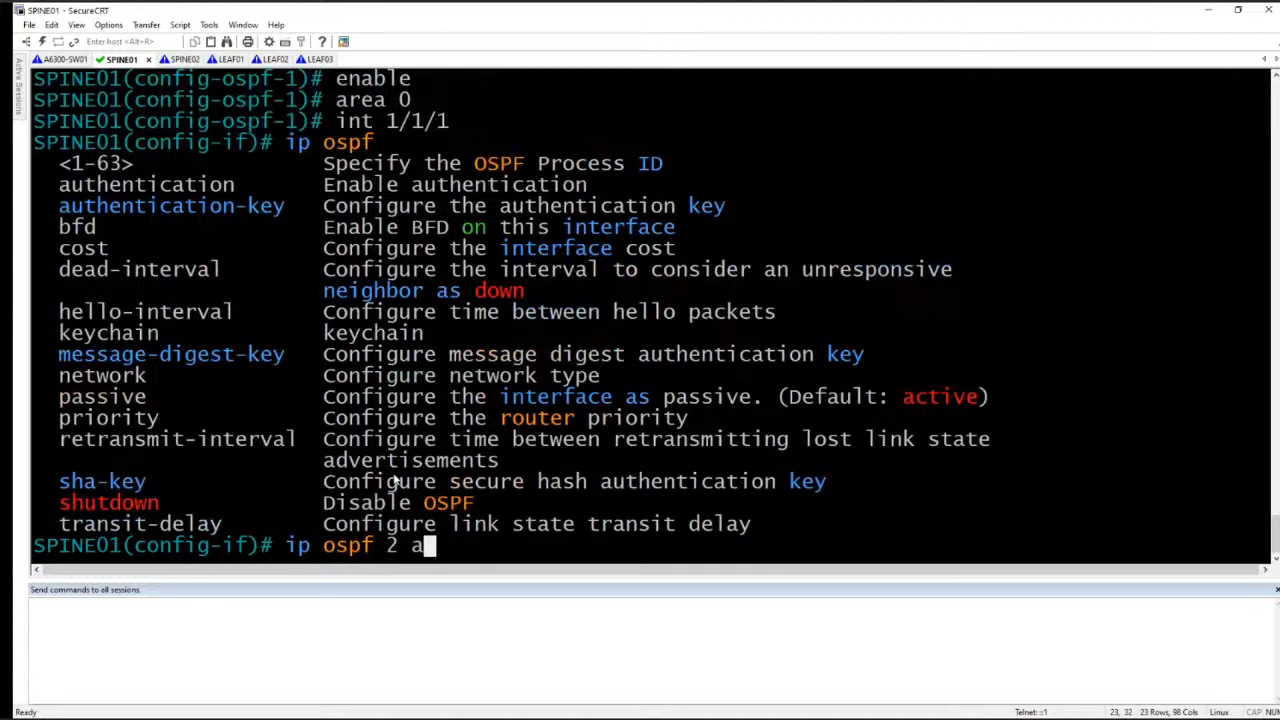 SPINE01 - SecureCRT
File Edit View Options Transfer Script Tools Window Help
Enter host <Alt+R>
A6300-SW01 SPINE01 × SPINE02 LEAF01 LEAF02 LEAF03
Active Sessions
SPINE01(config-ospf-1)# enable
SPINE01(config-ospf-1)# area 0
SPINE01(config-ospf-1)# int 1/1/1
SPINE01(config-if)# ip ospf
<1-63> Specify the OSPF Process ID
authentication Enable authentication
authentication-key Configure the authentication key
bfd Enable BFD on this interface
cost Configure the interface cost
dead-interval Configure the interval to consider an unresponsive
neighbor as down
hello-interval Configure time between hello packets
keychain keychain
message-digest-key Configure message digest authentication key
network Configure network type
passive Configure the interface as passive. (Default: active)
priority Configure the router priority
retransmit-interval Configure time between retransmitting lost link state
advertisements
sha-key Configure secure hash authentication key
shutdown Disable OSPF
transit-delay Configure link state transit delay
SPINE01(config-if)# ip ospf 2 a
Send commands to all sessions
Ready Telnet: ::1 23, 32 23 Rows, 98 Cols Linux CAP NUM